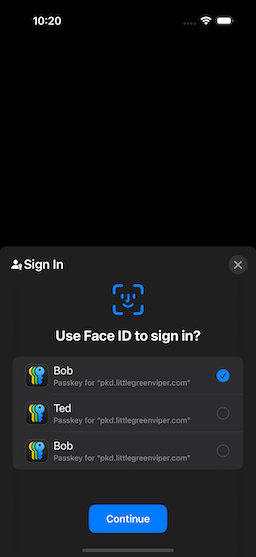 10:20
Sign In
Use Face ID to sign in?
Bob
Passkey for “pkd.littlegreenviper.com”
Ted
Passkey for “pkd.littlegreenviper.com”
Bob
Passkey for “pkd.littlegreenviper.com”
Continue